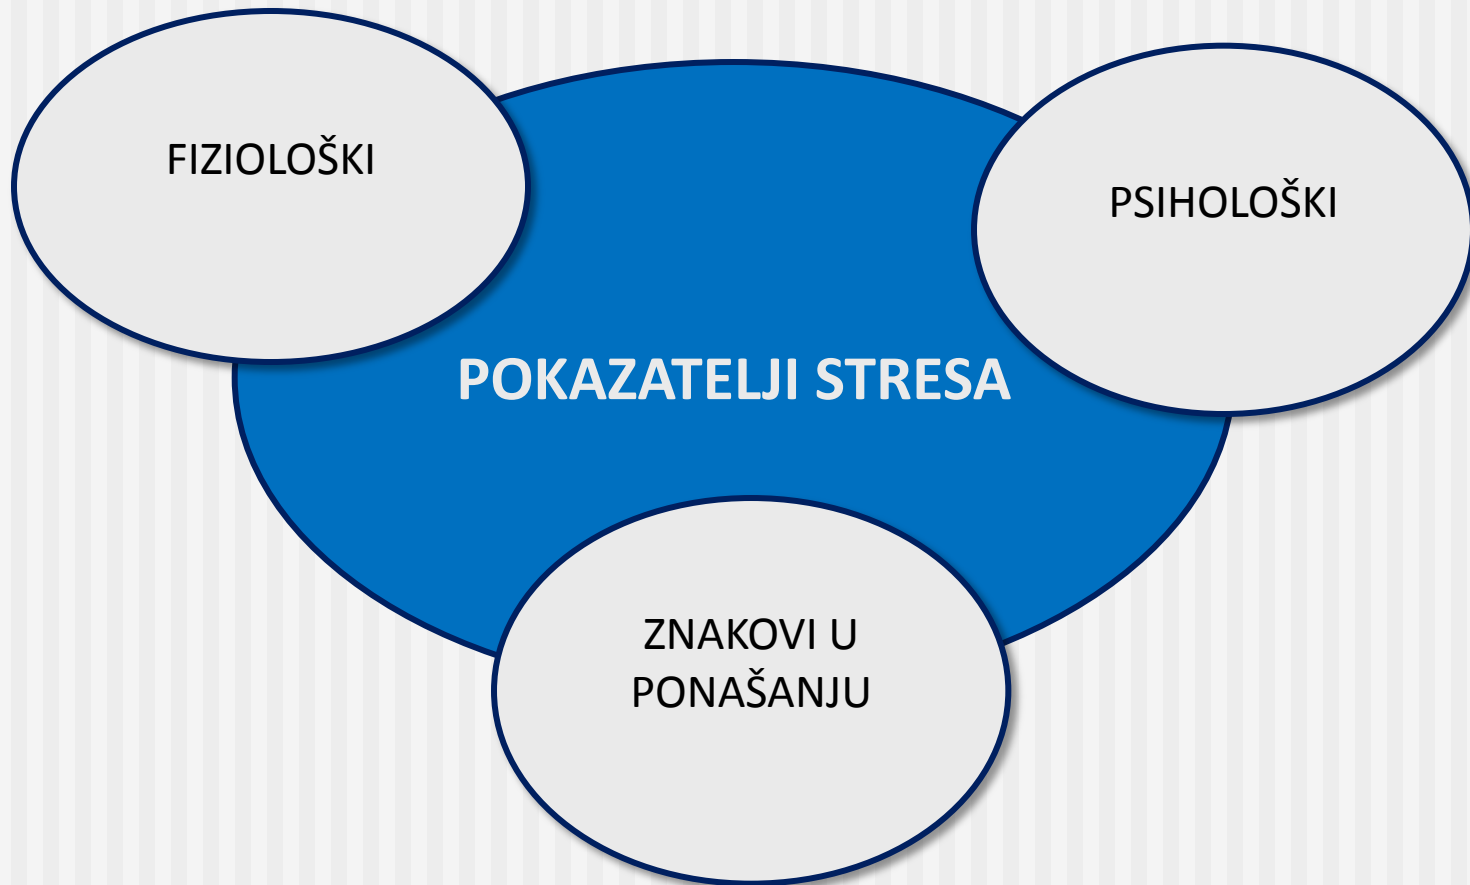 FIZIOLOŠKI
PSIHOLOŠKI
POKAZATELJI STRESA
ZNAKOVI U
PONAŠANJU